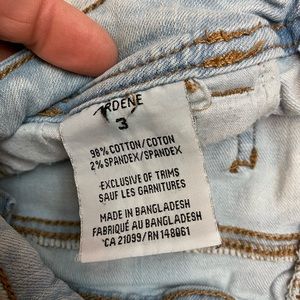 ARDENE
3
98% COTTON/COTON
2% SPANDEX/SPANDEX
EXCLUSIVE OF TRIMS
SAUF LES GARNITURES
MADE IN BANGLADESH
FABRIQUÉ AU BANGLADESH
CA 21099/RN 148061